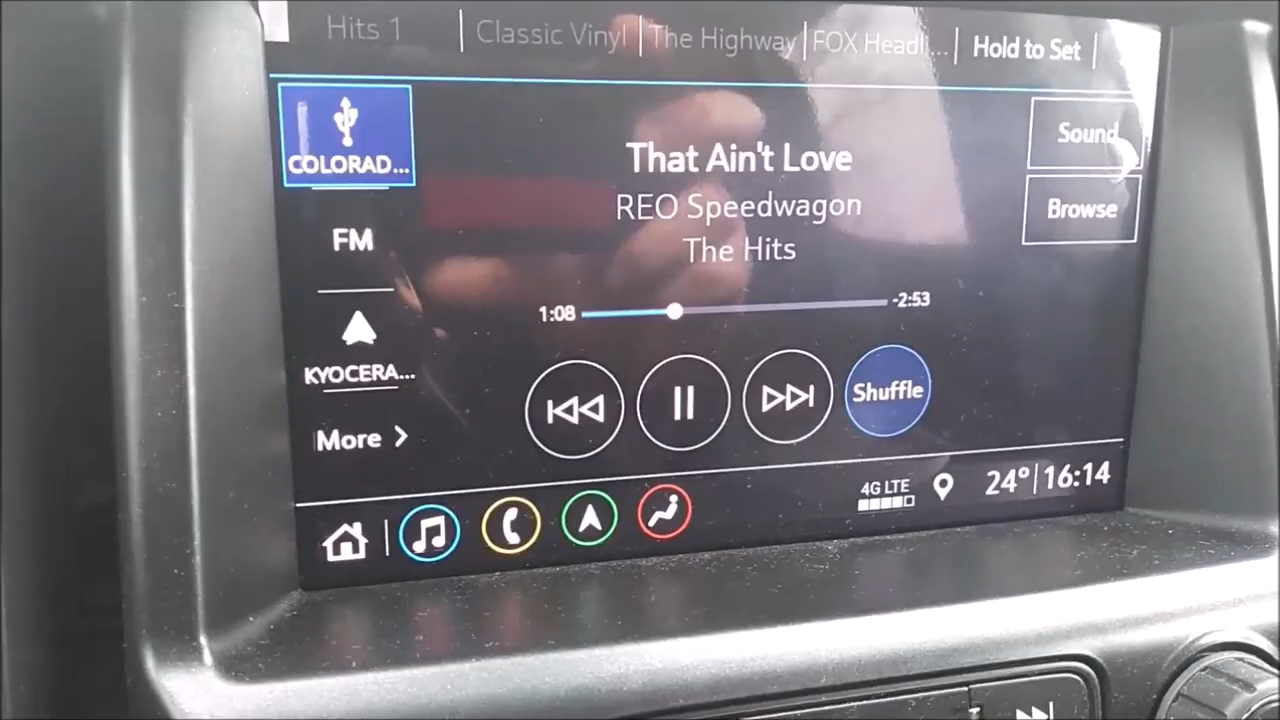 Hits 1
Classic Vinyl
The Highway
FOX Headl...
Hold to Set
COLORAD...
FM
KYOCERA...
More
That Ain't Love
REO Speedwagon
The Hits
1:08
-2:53
Shuffle
Sound
Browse
4G LTE
24°
16:14